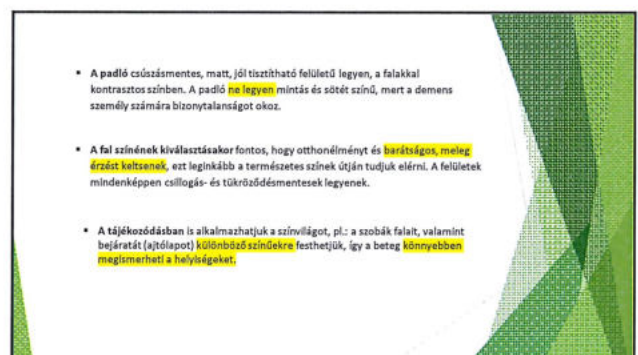 ▪ A padló csúszásmentes, matt, jól tisztítható felületű legyen, a falakkal
kontrasztos színben. A padló ne legyen mintás és sötét színű, mert a demens
személy számára bizonytalanságot okoz.
▪ A fal színének kiválasztásakor fontos, hogy otthonélményt és barátságos, meleg
érzést keltsenek, ezt leginkább a természetes színek útján tudjuk elérni. A felületek
mindenképpen csillogás- és tükröződésmentesek legyenek.
▪ A tájékozódásban is alkalmazhatjuk a színvilágot, pl.: a szobák falait, valamint
bejáratát (ajtólapot) különböző színűekre festhetjük, így a beteg könnyebben
megismerheti a helyiségeket.